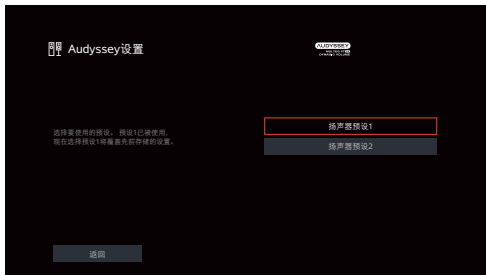 Audyssey设置
AUDYSSEY
选择要使用的预设。 预设1已被使用,
现在选择预设1将覆盖先前存储的设置。
扬声器预设1
扬声器预设2
返回